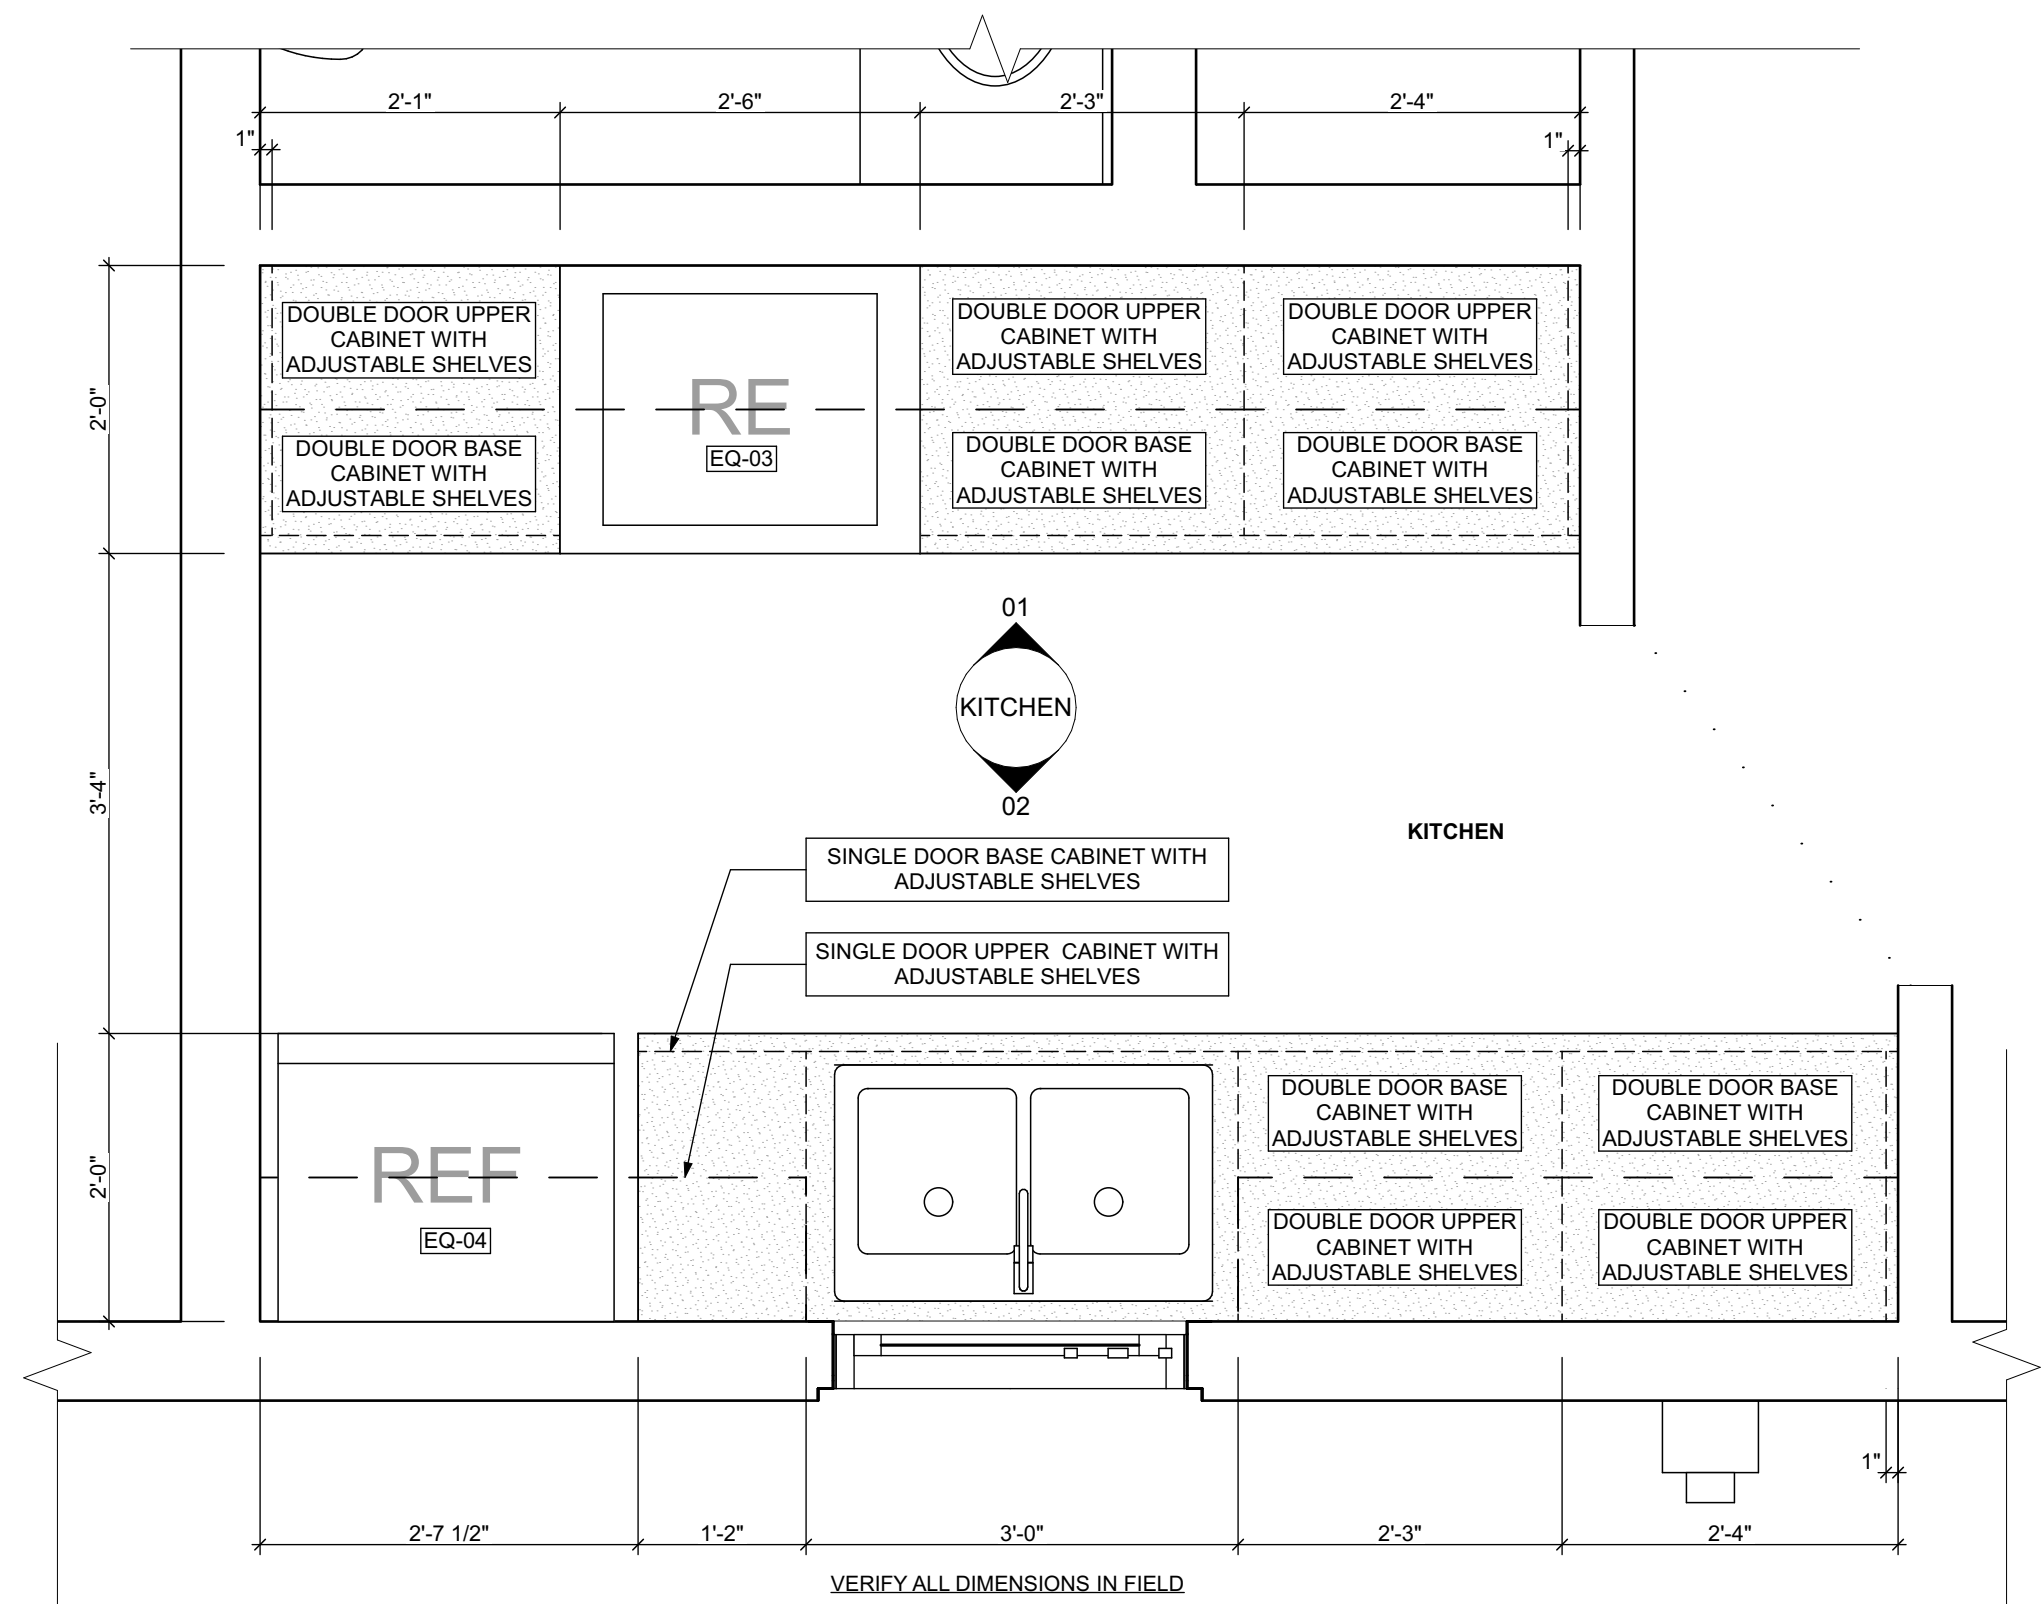 2'-1"
2'-6"
2'-3"
2'-4"
1"
1"
DOUBLE DOOR UPPER
CABINET WITH
ADJUSTABLE SHELVES
DOUBLE DOOR UPPER
CABINET WITH
ADJUSTABLE SHELVES
DOUBLE DOOR UPPER
CABINET WITH
ADJUSTABLE SHELVES
2'-0"
RE
EQ-03
DOUBLE DOOR BASE
CABINET WITH
ADJUSTABLE SHELVES
DOUBLE DOOR BASE
CABINET WITH
ADJUSTABLE SHELVES
DOUBLE DOOR BASE
CABINET WITH
ADJUSTABLE SHELVES
01
KITCHEN
02
3'-4"
KITCHEN
SINGLE DOOR BASE CABINET WITH
ADJUSTABLE SHELVES
SINGLE DOOR UPPER CABINET WITH
ADJUSTABLE SHELVES
2'-0"
REF
EQ-04
DOUBLE DOOR BASE
CABINET WITH
ADJUSTABLE SHELVES
DOUBLE DOOR BASE
CABINET WITH
ADJUSTABLE SHELVES
DOUBLE DOOR UPPER
CABINET WITH
ADJUSTABLE SHELVES
DOUBLE DOOR UPPER
CABINET WITH
ADJUSTABLE SHELVES
1"
2'-7 1/2"
1'-2"
3'-0"
2'-3"
2'-4"
VERIFY ALL DIMENSIONS IN FIELD